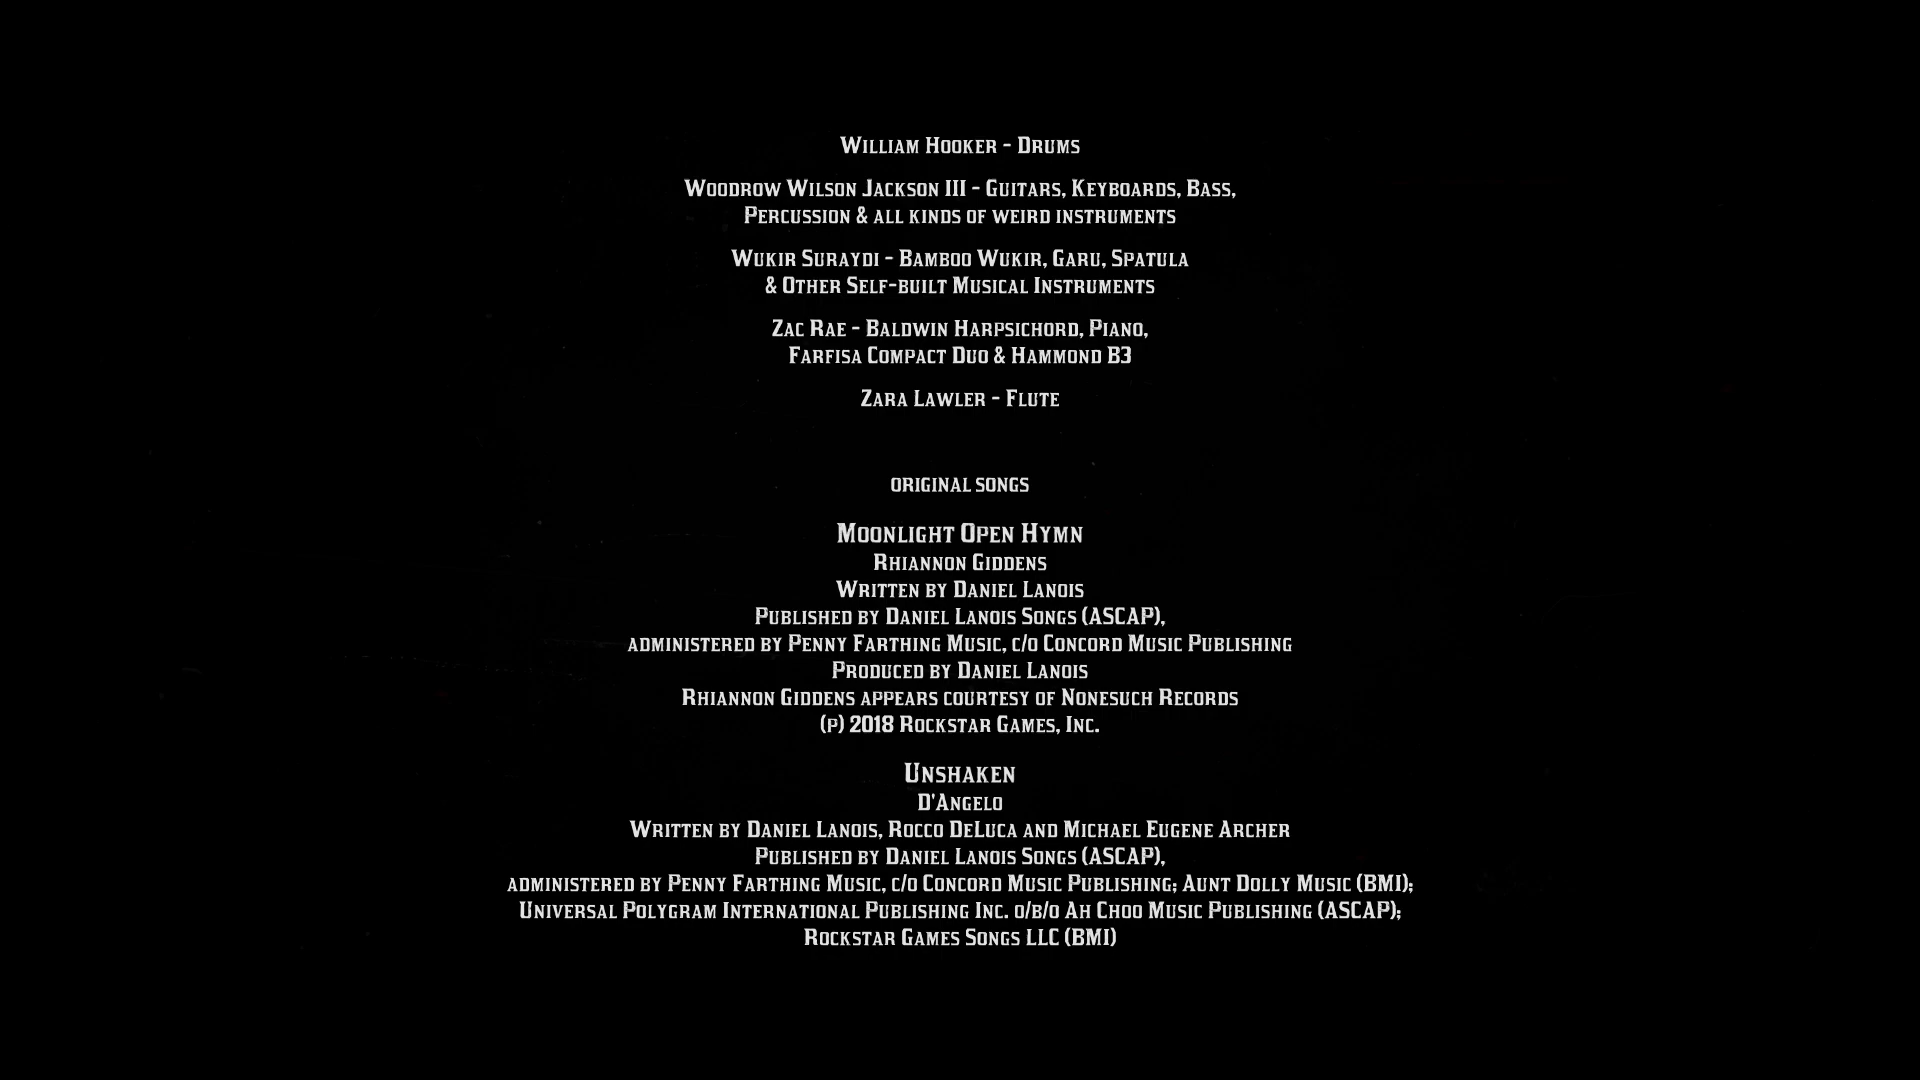 William Hooker - Drums
Woodrow Wilson Jackson III - Guitars, Keyboards, Bass,
Percussion & all kinds of weird instruments
Wukir Suraydi - Bamboo Wukir, Garu, Spatula
& Other Self-built Musical Instruments
Zac Rae - Baldwin Harpsichord, Piano,
Farfisa Compact Duo & Hammond B3
Zara Lawler - Flute
original songs
Moonlight Open Hymn
Rhiannon Giddens
Written by Daniel Lanois
Published by Daniel Lanois Songs (ASCAP),
administered by Penny Farthing Music, c/o Concord Music Publishing
Produced by Daniel Lanois
Rhiannon Giddens appears courtesy of Nonesuch Records
(p) 2018 Rockstar Games, Inc.
Unshaken
D'Angelo
Written by Daniel Lanois, Rocco DeLuca and Michael Eugene Archer
Published by Daniel Lanois Songs (ASCAP),
administered by Penny Farthing Music, c/o Concord Music Publishing; Aunt Dolly Music (BMI);
Universal Polygram International Publishing Inc. o/b/o Ah Choo Music Publishing (ASCAP);
Rockstar Games Songs LLC (BMI)